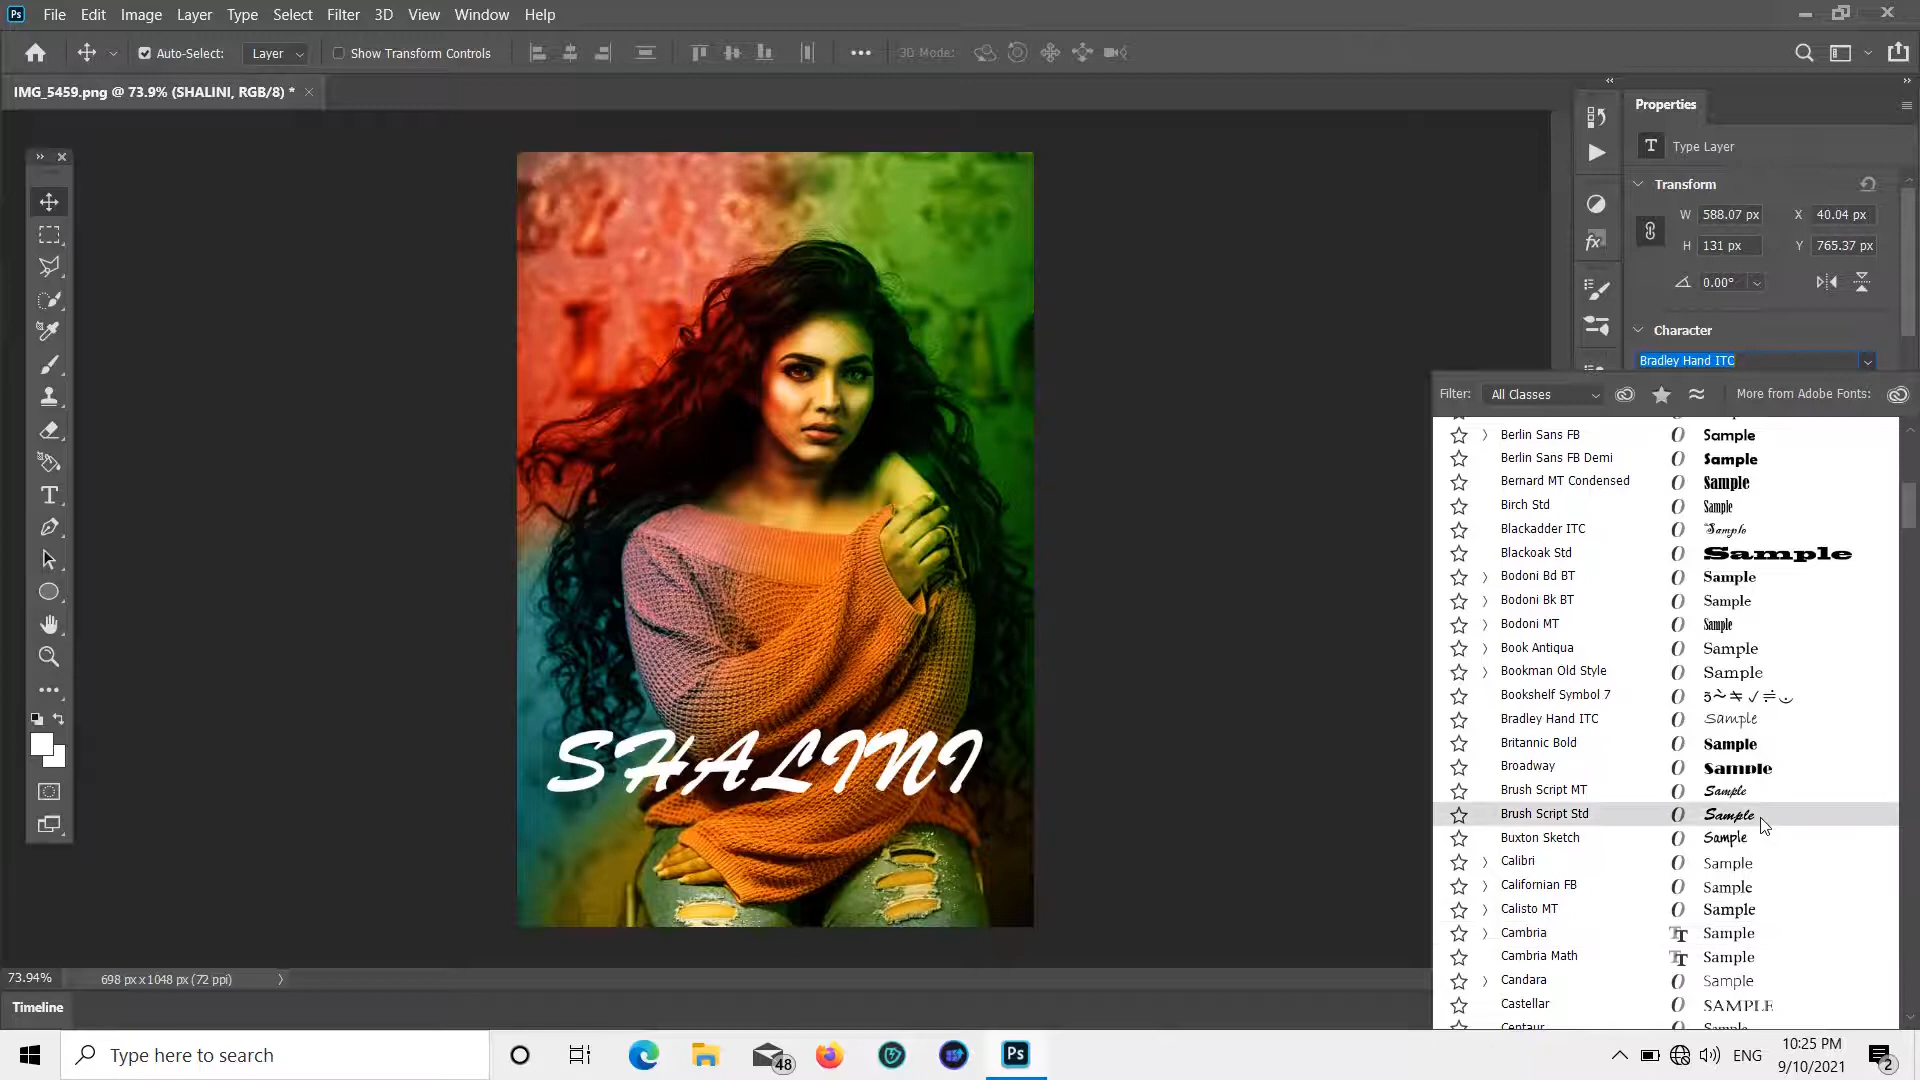 File Edit Image Layer Type Select Filter 3D View Window Help
Auto-Select: Layer Show Transform Controls 3D Mode:
IMG_5459.png @ 73.9% (SHALINI, RGB/8) *
Properties
Type Layer
Transform
W 588.07 px X 40.04 px
H 131 px Y 765.37 px
0.00°
Character
Bradley Hand ITC
Filter: All Classes More from Adobe Fonts:
Berlin Sans FB Sample
Berlin Sans FB Demi Sample
Bernard MT Condensed Sample
Birch Std Sample
Blackadder ITC Sample
Blackoak Std Sample
Bodoni Bd BT Sample
Bodoni Bk BT Sample
Bodoni MT Sample
Book Antiqua Sample
Bookman Old Style Sample
Bookshelf Symbol 7
Bradley Hand ITC Sample
Britannic Bold Sample
Broadway Sample
Brush Script MT Sample
Brush Script Std Sample
Buxton Sketch Sample
Calibri Sample
Californian FB Sample
Calisto MT Sample
Cambria Sample
Cambria Math Sample
Candara Sample
Castellar SAMPLE
Centaur Sample
SHALINI
73.94% 698 px x 1048 px (72 ppi)
Timeline
Type here to search
48
Ps
ENG
10:25 PM
9/10/2021
2